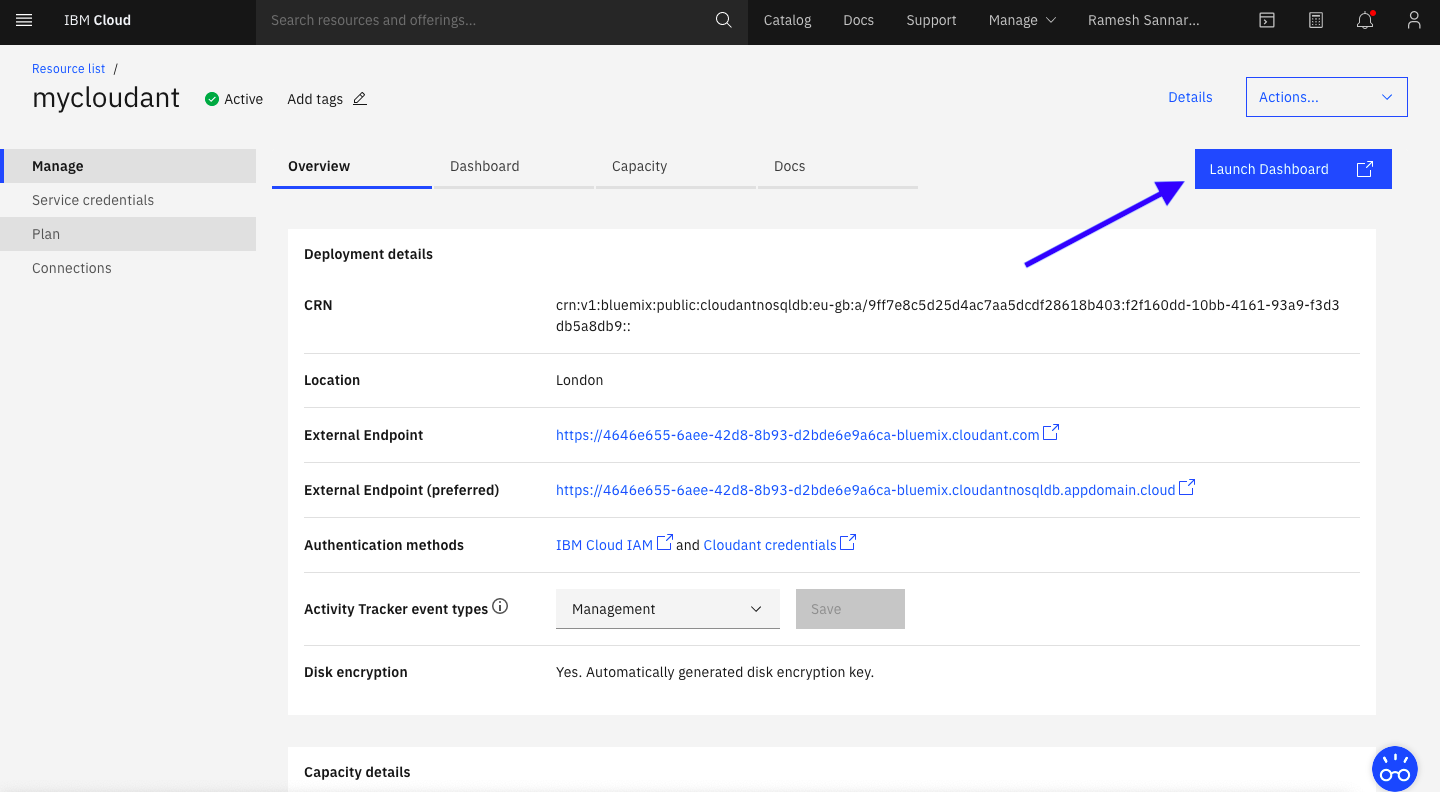 IBM Cloud
Search resources and offerings...
Catalog
Docs
Support
Manage
Ramesh Sannar...
Resource list /
mycloudant
Active
Add tags
Details
Actions...
Manage
Service credentials
Plan
Connections
Overview
Dashboard
Capacity
Docs
Launch Dashboard
Deployment details
CRN
crn:v1:bluemix:public:cloudantnosqldb:eu-gb:a/9ff7e8c5d25d4ac7aa5dcdf28618b403:f2f160dd-10bb-4161-93a9-f3d3
db5a8db9::
Location
London
External Endpoint
https://4646e655-6aee-42d8-8b93-d2bde6e9a6ca-bluemix.cloudant.com
External Endpoint (preferred)
https://4646e655-6aee-42d8-8b93-d2bde6e9a6ca-bluemix.cloudantnosqldb.appdomain.cloud
Authentication methods
IBM Cloud IAM and Cloudant credentials
Activity Tracker event types
Management
Save
Disk encryption
Yes. Automatically generated disk encryption key.
Capacity details